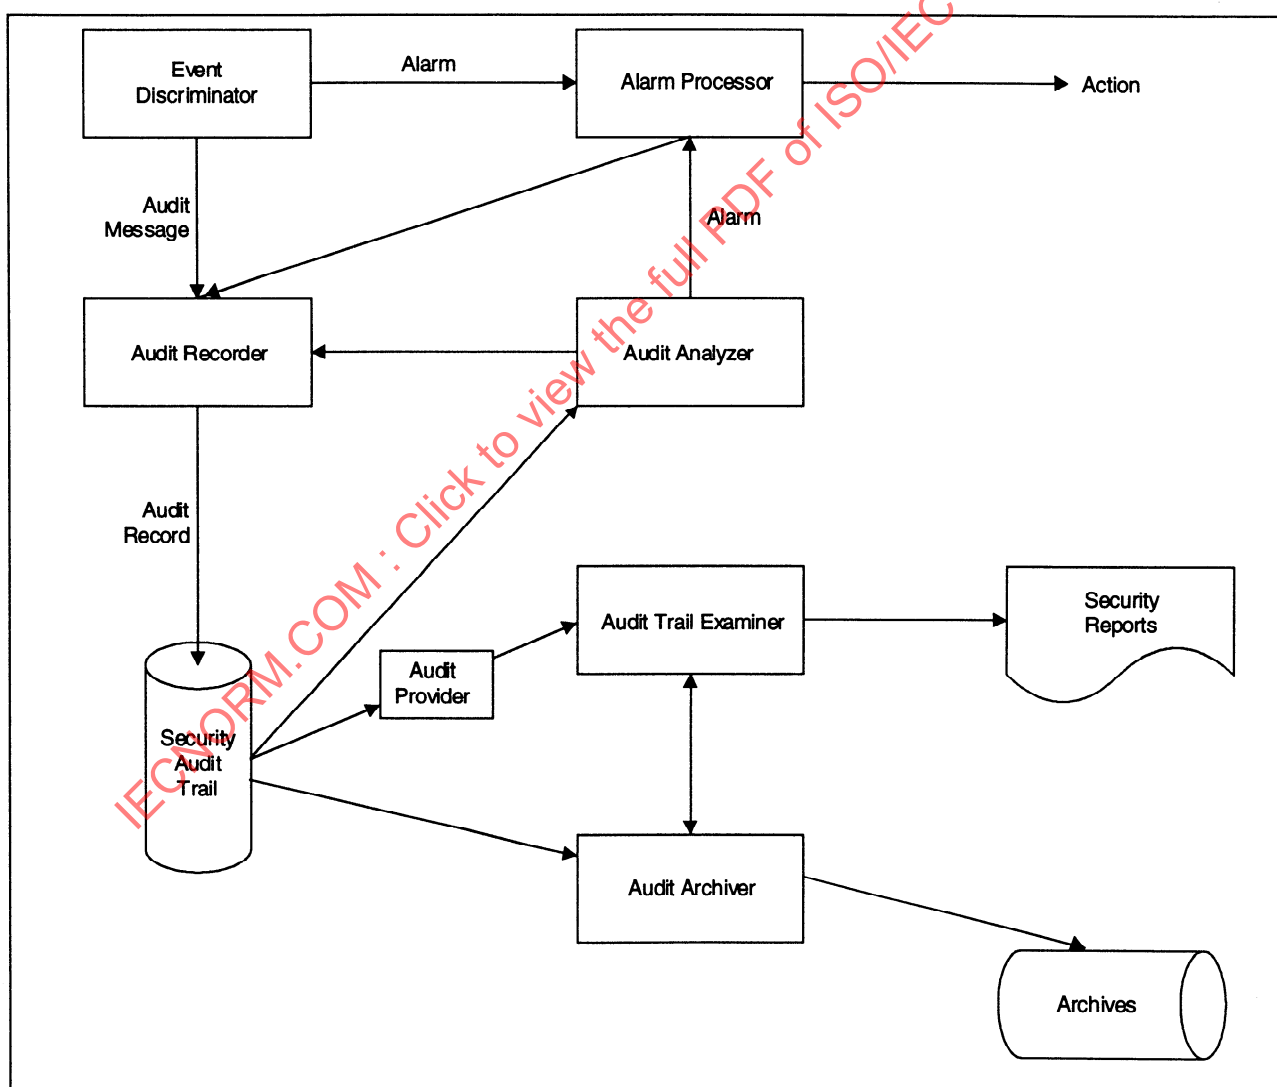 Event
Discriminator
Alarm
Alarm Processor
Action
Audit
Message
Alarm
Audit Recorder
Audit Analyzer
Audit
Record
Audit Trail Examiner
Security
Reports
Audit
Provider
Security
Audit
Trail
Audit Archiver
Archives
IECNORM.COM : Click to view the full PDF of ISO/IEC